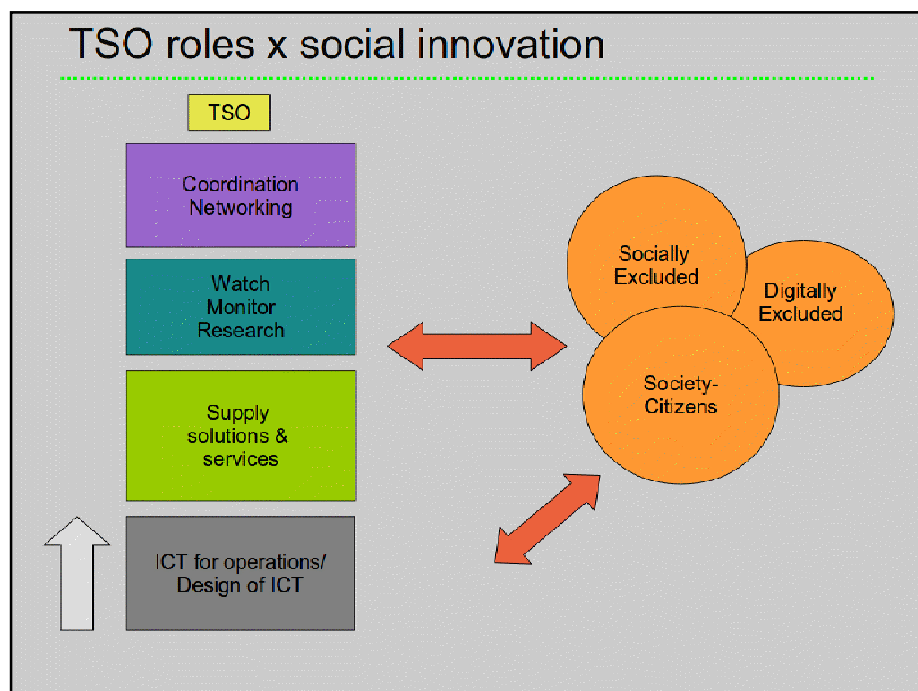 TSO roles x social innovation
TSO
Coordination
Networking
Watch
Monitor
Research
Supply
solutions &
services
ICT for operations/
Design of ICT
Socially
Excluded
Digitally
Excluded
Society-
Citizens